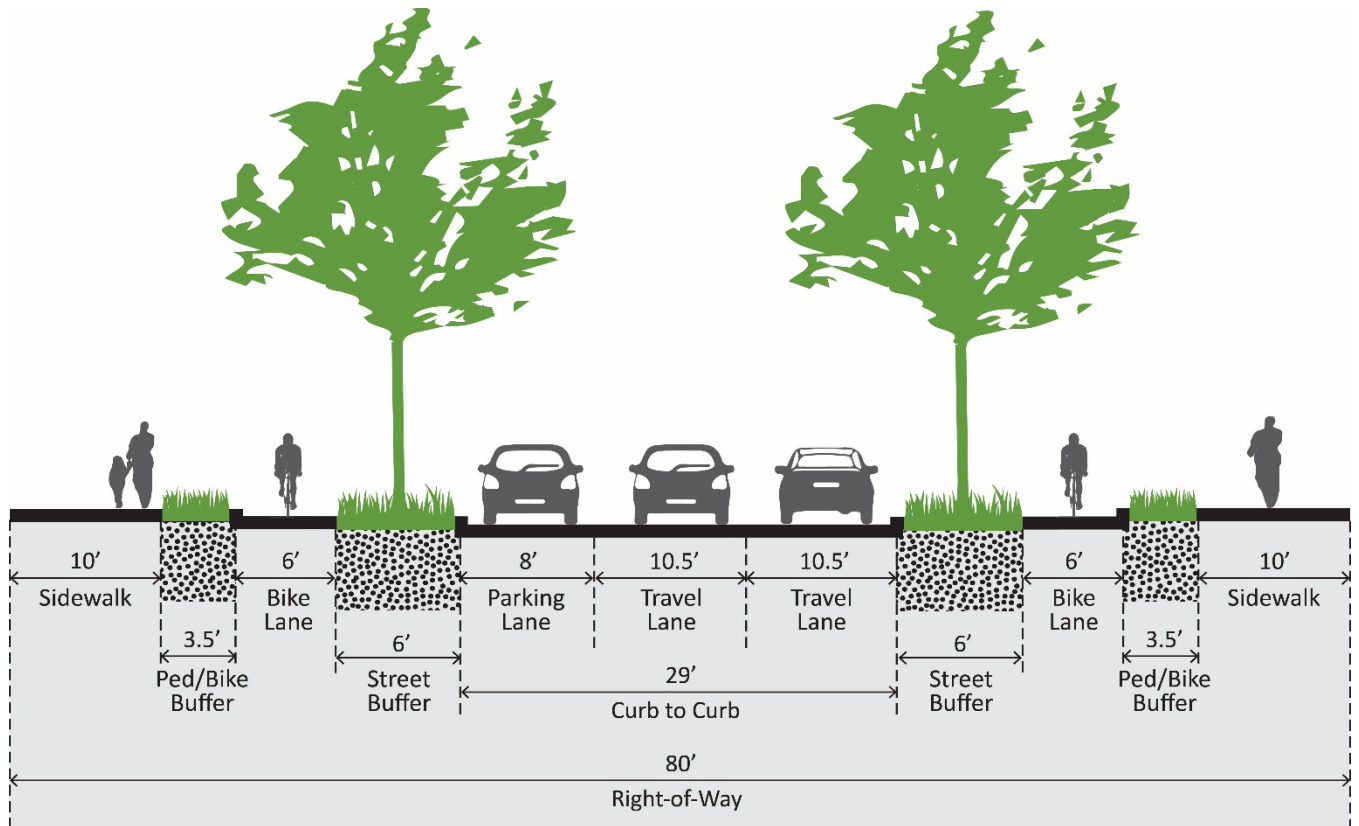 10’
6’
8’
10.5’
10.5’
6’
10’
Sidewalk
Bike
Lane
Parking
Lane
Travel
Lane
Travel
Lane
Bike
Lane
Sidewalk
3.5’
Ped/Bike
Buffer
6’
Street
Buffer
29’
Curb to Curb
6’
Street
Buffer
3.5’
Ped/Bike
Buffer
80’
Right-of-Way